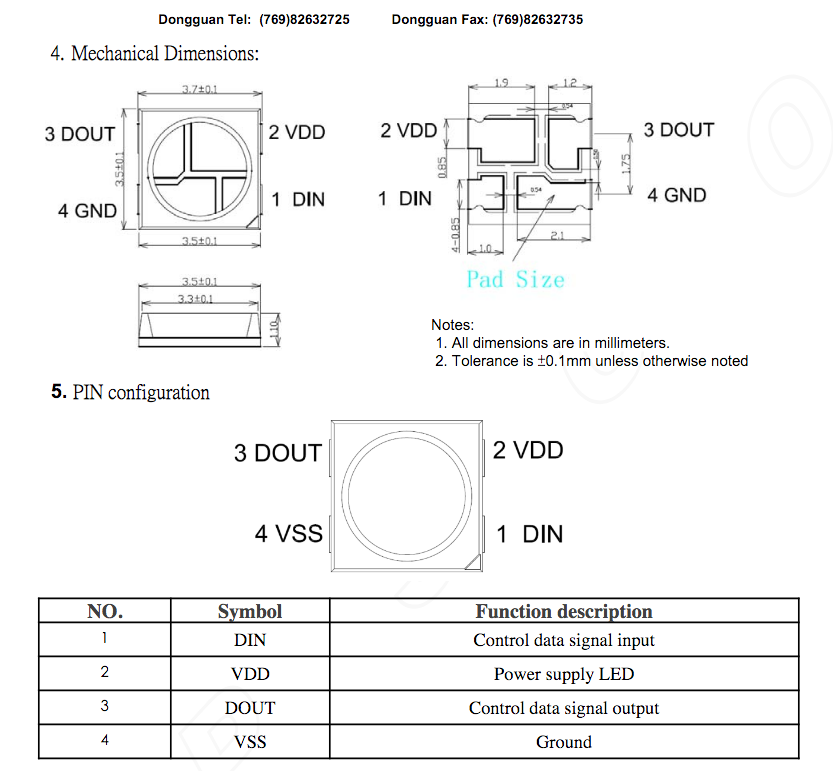 Dongguan Tel: (769)82632725 Dongguan Fax: (769)82632735
4. Mechanical Dimensions:
3.7±0.1
3 DOUT
2 VDD
3.5±0.1
4 GND
1 DIN
3.5±0.1
1.9
1.2
0.54
2 VDD
3 DOUT
0.85
1.75
1 DIN
4 GND
0.54
4-0.85
1.0
2.1
Pad Size
3.5±0.1
3.3±0.1
1.10
Notes:
1. All dimensions are in millimeters.
2. Tolerance is ±0.1mm unless otherwise noted
5. PIN configuration
3 DOUT
2 VDD
4 VSS
1 DIN
NO. Symbol Function description
1 DIN Control data signal input
2 VDD Power supply LED
3 DOUT Control data signal output
4 VSS Ground